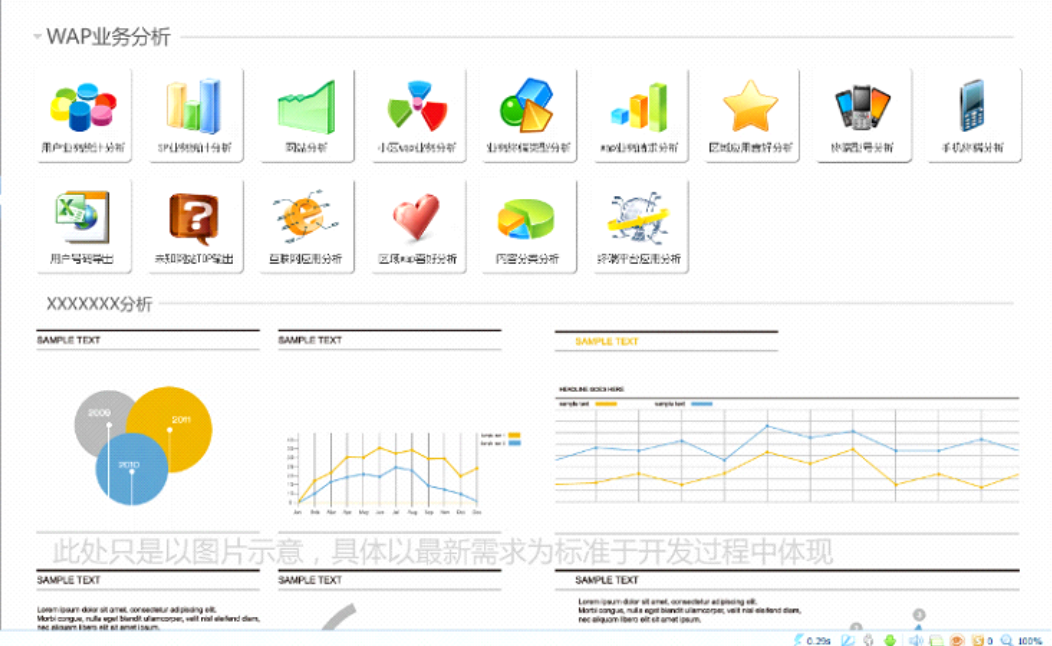 WAP业务分析
用户业务统计分析
SP业务统计分析
网站分析
小区wap业务分析
业务终端类型分析
wap业务请求分析
区域应用喜好分析
终端型号分析
手机终端分析
用户号码导出
未知网站TOP输出
互联网应用分析
区域wap喜好分析
内容分类分析
终端平台应用分析
XXXXXXX分析
SAMPLE TEXT
SAMPLE TEXT
SAMPLE TEXT
HEADLINE GOES HERE
sample text
sample text
2009
2011
2010
Jan Feb Mar Apr May Jun Jul Aug Sep Nov Dec Dec
此处只是以图片示意，具体以最新需求为标准于开发过程中体现
SAMPLE TEXT
SAMPLE TEXT
SAMPLE TEXT
Lorem ipsum dolor sit amet, consectetur adipiscing elit.
Morbi congue, nulla eget blandit ullamcorper, velit nisl eleifend diam,
nec aliquam libero elit sit amet ipsum.
Lorem ipsum dolor sit amet, consectetur adipiscing elit.
Morbi congue, nulla eget blandit ullamcorper, velit nisl eleifend diam,
nec aliquam libero elit sit amet ipsum.
3
0.29s
0
100%